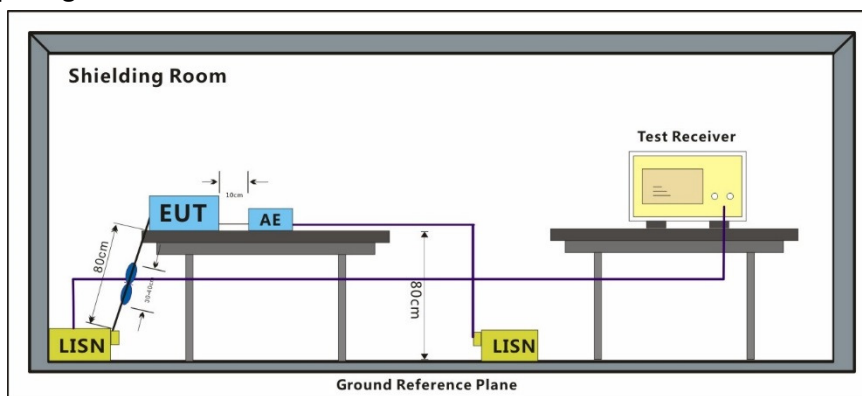 Shielding Room
Test Receiver
10cm
EUT
AE
80cm
30-40cm
80cm
LISN
LISN
Ground Reference Plane